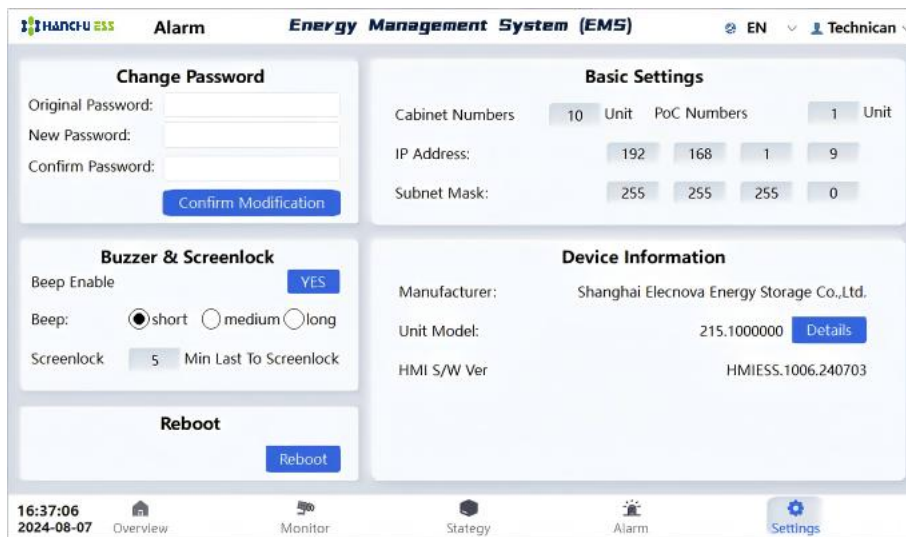 HANCHU ESS Alarm Energy Management System (EMS) EN Technican
Change Password
Original Password:
New Password:
Confirm Password:
Confirm Modification
Basic Settings
Cabinet Numbers 10 Unit PoC Numbers 1 Unit
IP Address: 192 168 1 9
Subnet Mask: 255 255 255 0
Buzzer & Screenlock
Beep Enable YES
Beep: short medium long
Screenlock 5 Min Last To Screenlock
Device Information
Manufacturer: Shanghai Elecnova Energy Storage Co.,Ltd.
Unit Model: 215.1000000 Details
HMI S/W Ver HMIESS.1006.240703
Reboot
Reboot
16:37:06
2024-08-07
Overview Monitor Stategy Alarm Settings